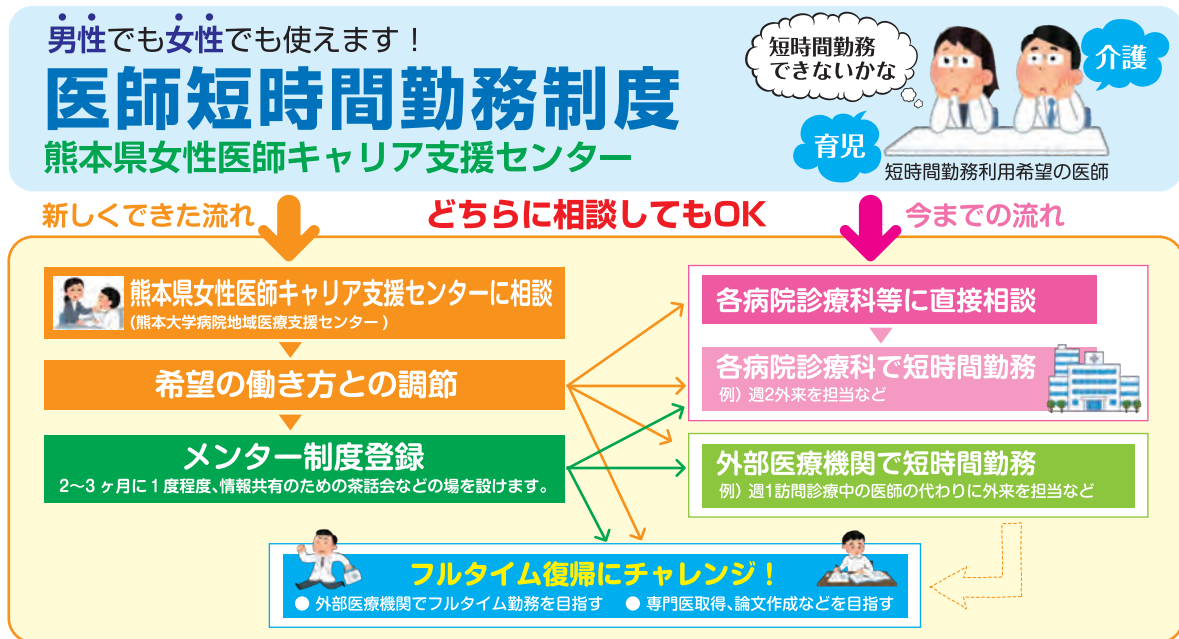 男性でも女性でも使えます！
医師短時間勤務制度
熊本県女性医師キャリア支援センター
短時間勤務
できないかな
介護
育児
短時間勤務利用希望の医師
新しくできた流れ
どちらに相談してもOK
今までの流れ
熊本県女性医師キャリア支援センターに相談
(熊本大学病院地域医療支援センター)
希望の働き方との調節
メンター制度登録
2〜3ヶ月に1度程度、情報共有のための茶話会などの場を設けます。
各病院診療科等に直接相談
各病院診療科で短時間勤務
例）週2外来を担当など
外部医療機関で短時間勤務
例）週1訪問診療中の医師の代わりに外来を担当など
フルタイム復帰にチャレンジ！
● 外部医療機関でフルタイム勤務を目指す ● 専門医取得、論文作成などを目指す